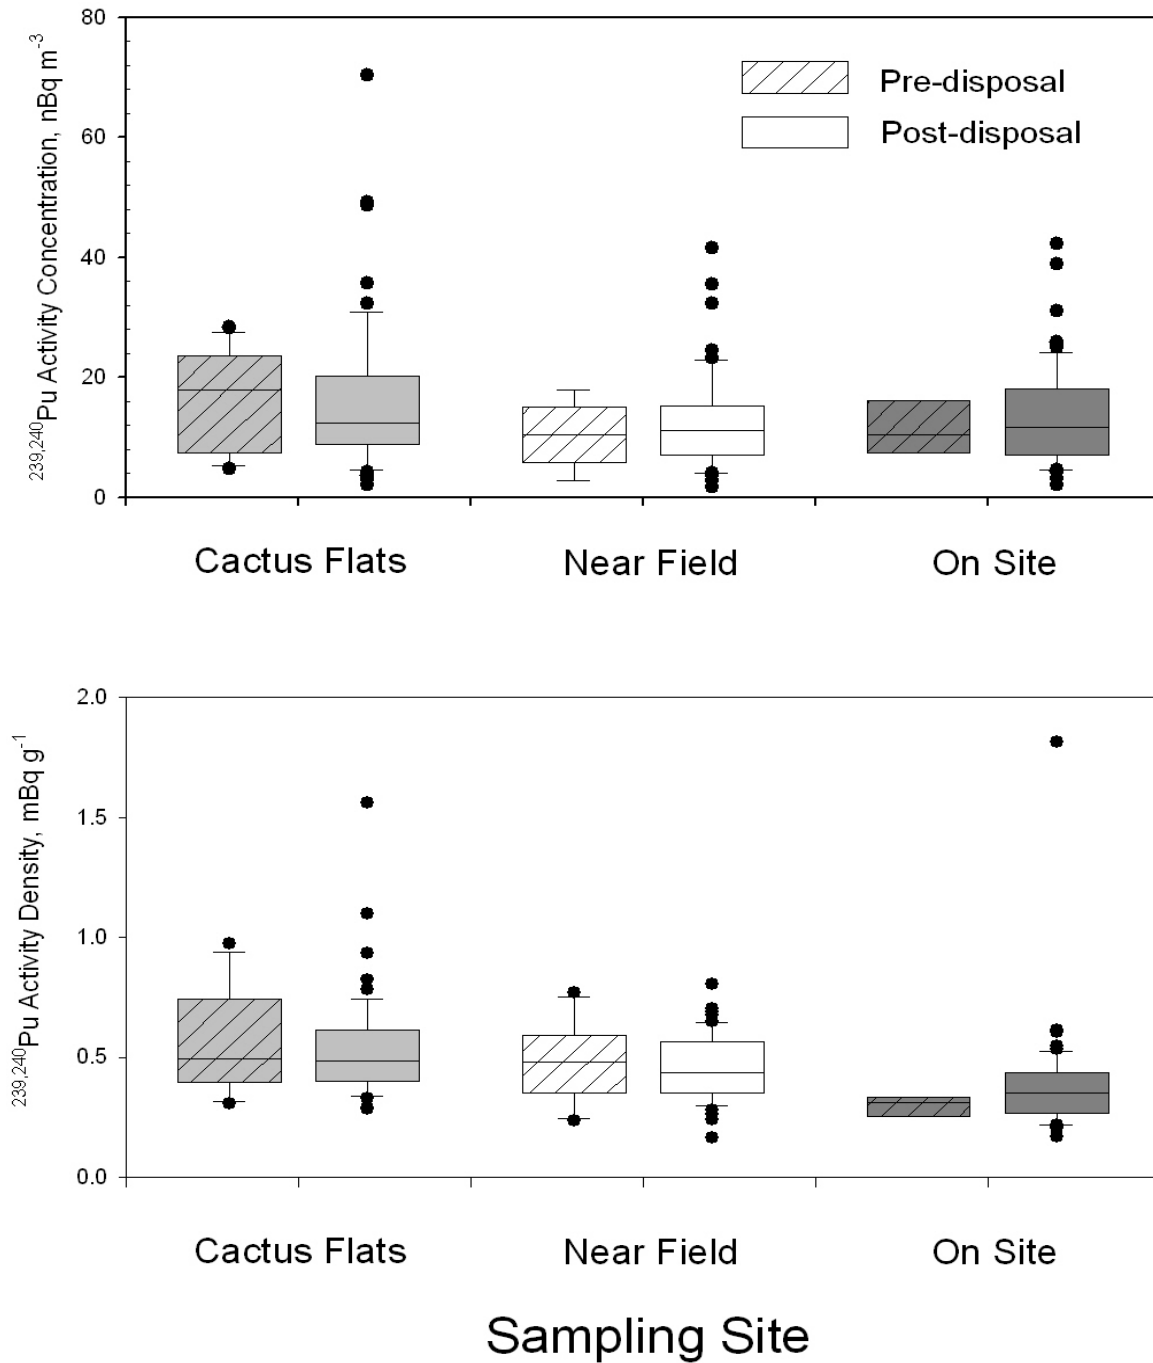 239,240Pu Activity Concentration, nBq m-3
80
60
40
20
0
Pre-disposal
Post-disposal
Cactus Flats Near Field On Site
239,240Pu Activity Density, mBq g-1
2.0
1.5
1.0
0.5
0.0
Cactus Flats Near Field On Site
Sampling Site